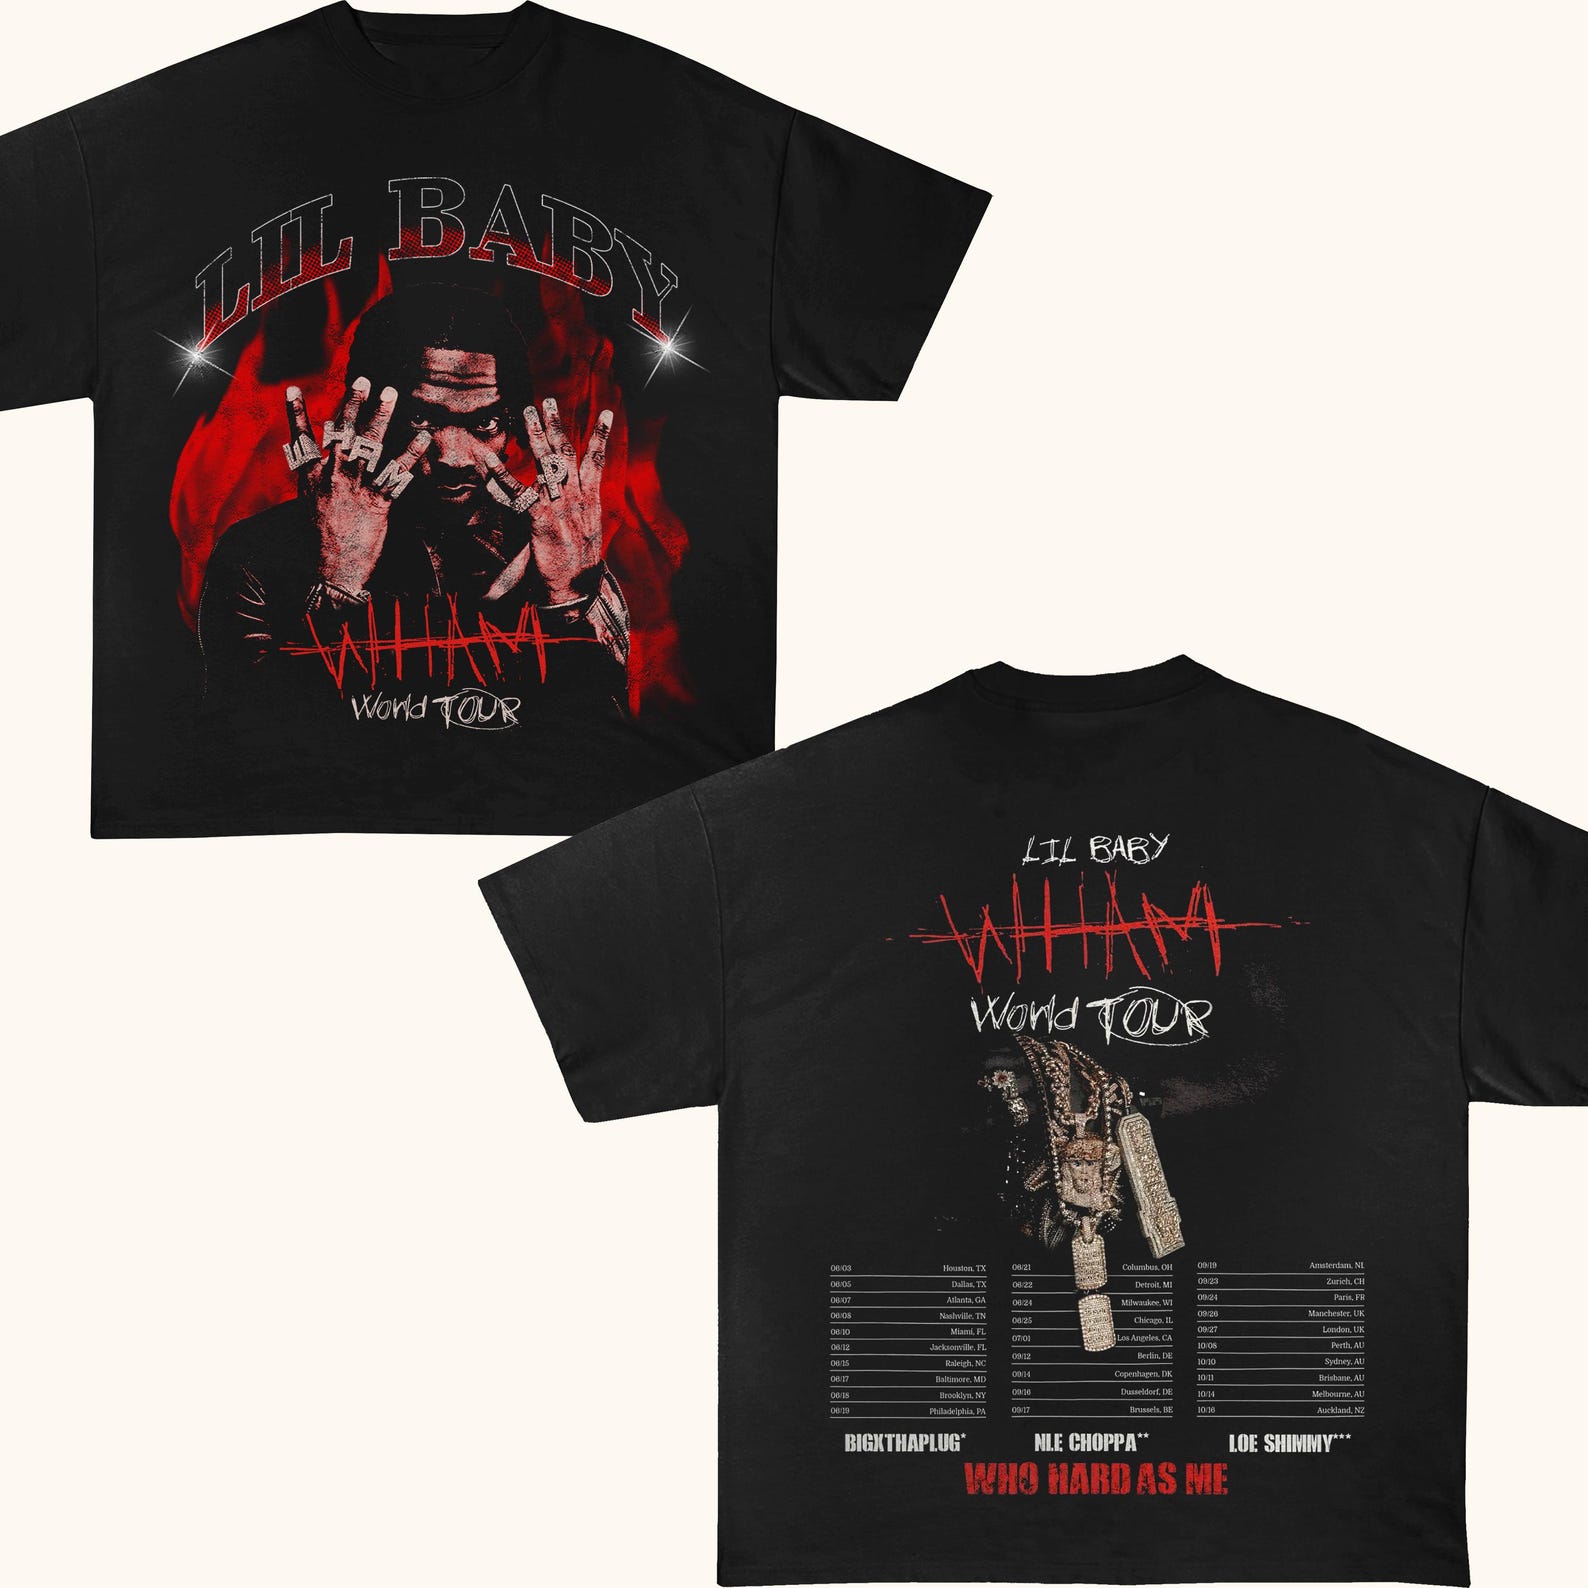 LIL BABY
WHAM
LP
WHAM
World TOUR
LIL BABY
WHAM
World TOUR
06/03 Houston, TX
06/05 Dallas, TX
06/07 Atlanta, GA
06/08 Nashville, TN
06/10 Miami, FL
06/12 Jacksonville, FL
06/15 Raleigh, NC
06/17 Baltimore, MD
06/18 Brooklyn, NY
06/19 Philadelphia, PA
06/21 Columbus, OH
06/22 Detroit, MI
06/24 Milwaukee, WI
06/25 Chicago, IL
07/01 Los Angeles, CA
09/12 Berlin, DE
09/14 Copenhagen, DK
09/16 Dusseldorf, DE
09/17 Brussels, BE
09/19 Amsterdam, NL
09/23 Zurich, CH
09/24 Paris, FR
09/26 Manchester, UK
09/27 London, UK
10/08 Perth, AU
10/10 Sydney, AU
10/11 Brisbane, AU
10/14 Melbourne, AU
10/16 Auckland, NZ
BIGXTHAPLUG* NLE CHOPPA** LOE SHIMMY***
WHO HARD AS ME